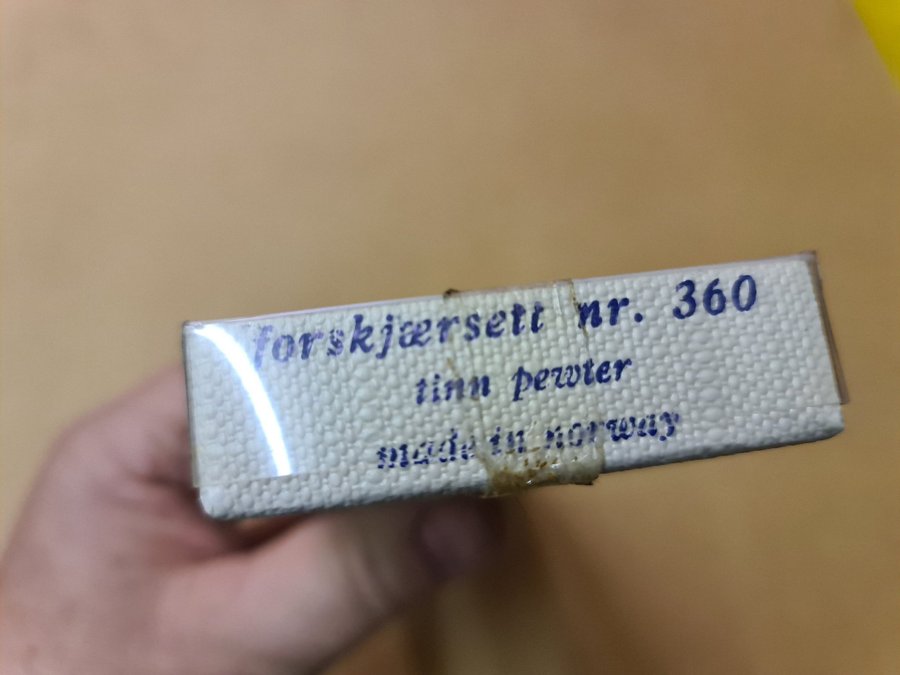 forskjærsett nr. 360
tinn pewter
made in norway